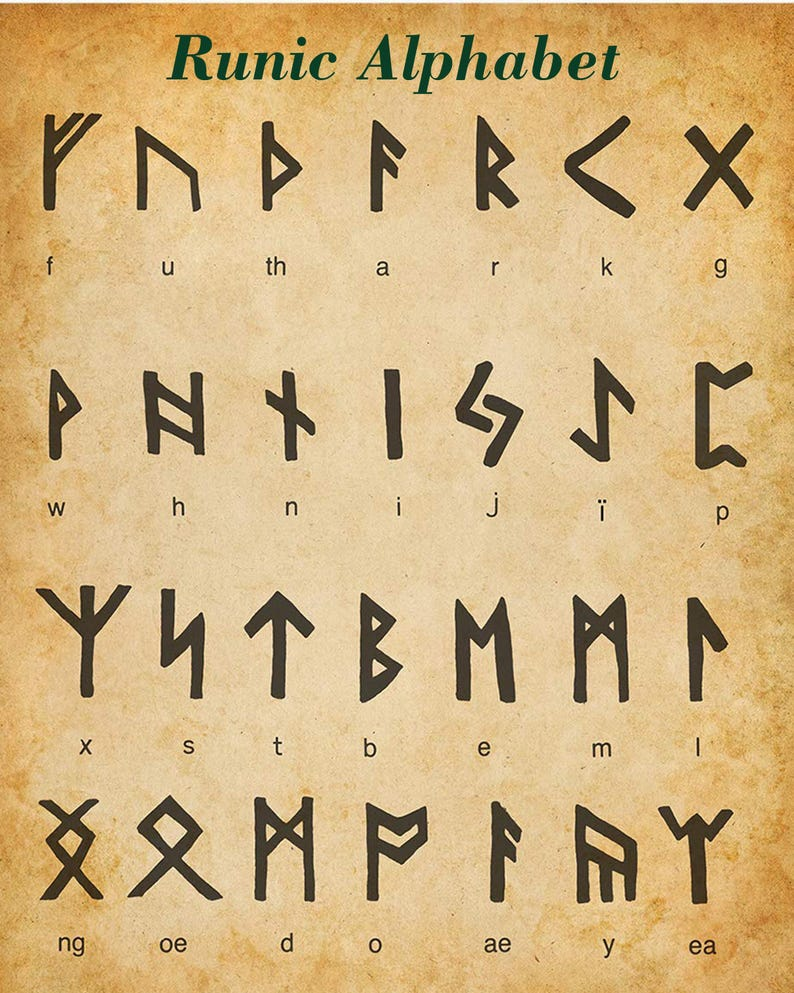 Runic Alphabet
ᚠ ᚢ ᚦ ᚪ ᚱ ᚲ ᚷ
f u th a r k g
ᚹ ᚻ ᚾ ᛁ ᛃ ᛇ ᛈ
w h n i j ï p
ᛉ ᛋ ᛏ ᛒ ᛖ ᛗ ᛚ
x s t b e m l
ᛝ ᛟ ᛞ ᚩ ᚫ ᚣ ᛠ
ng oe d o ae y ea